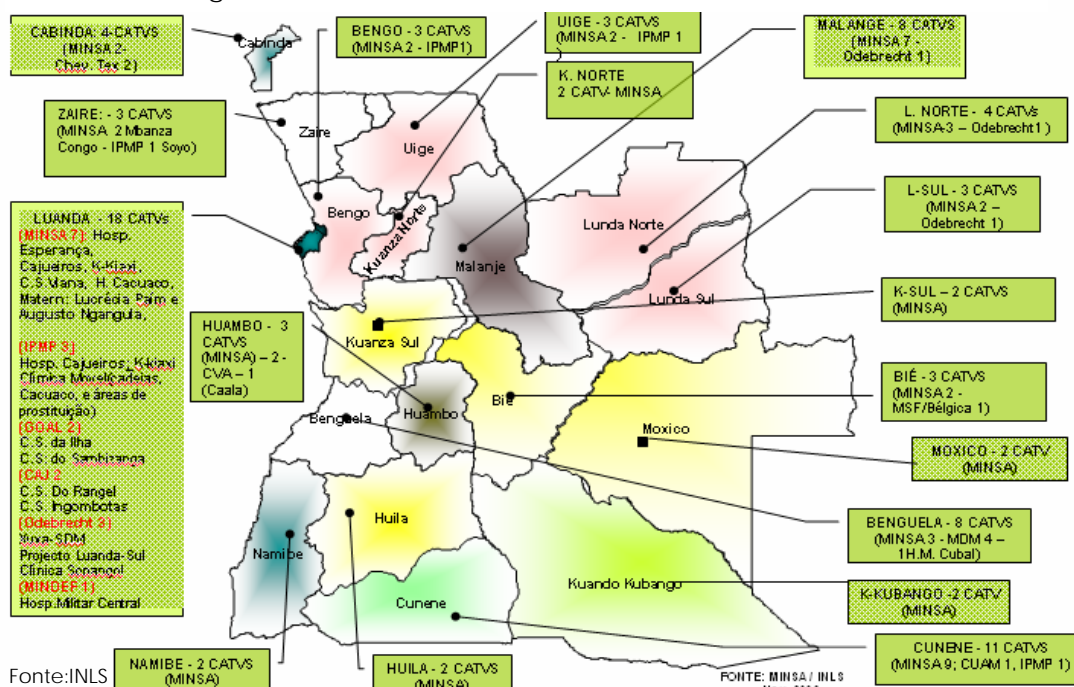 CABINDA: 4-CATVS
(MINSA 2-
Chev. Tex 2)
BENGO - 3 CATVS
(MINSA 2 - IPMP1)
UIGE - 3 CATVS
(MINSA 2 - IPMP 1
MALANGE - 8 CATVS
(MINSA 7 -
Odebrecht 1)
K. NORTE
2 CATV- MINSA
ZAIRE: - 3 CATVS
(MINSA 2 Mbanza
Congo - IPMP 1 Soyo)
L. NORTE - 4 CATVs
(MINSA-3 – Odebrecht1)
L-SUL - 3 CATVS
(MINSA 2 –
Odebrecht 1)
LUANDA - 18 CATVs
(MINSA 7): Hosp.
Esperança,
Cajueiros, K-Kiaxi,
C.S.Viana, H. Cacuaco,
Matern: Lucrécia Paim e
Augusto Ngangula,
(IPMP 3)
Hosp. Cajueiros, K-kiaxi
Clínica Movel(cadeias,
Cacuaco, e áreas de
prostituição)
(GOAL 2)
C.S. da Ilha
C.S. do Sambizanga
(CAJ 2
C.S. Do Rangel
C.S. Ingombotas
(Odebrecht 3)
Xuxa-SDM
Projecto Luanda-Sul
Clínica Sonangol
(MINDEF 1)
Hosp.Militar Central
K-SUL – 2 CATVS
(MINSA)
HUAMBO - 3
CATVS
(MINSA) – 2 -
CVA – 1
(Caala)
BIÉ - 3 CATVS
(MINSA 2 -
MSF/Bélgica 1)
MOXICO - 2 CATV
(MINSA)
BENGUELA - 8 CATVS
(MINSA 3 - MDM 4 –
1H.M. Cubal)
K-KUBANGO -2 CATV
(MINSA)
CUNENE - 11 CATVS
(MINSA 9; CUAM 1, IPMP 1)
NAMIBE - 2 CATVS
(MINSA)
HUILA - 2 CATVS
(MINSA)
Cabinda
Zaire
Uige
Bengo
Kuanza Norte
Malanje
Lunda Norte
Lunda Sul
Kuanza Sul
Benguela
Huambo
Bié
Moxico
Namibe
Huila
Cunene
Kuando Kubango
Fonte:INLS
FONTE: MINSA / INLS